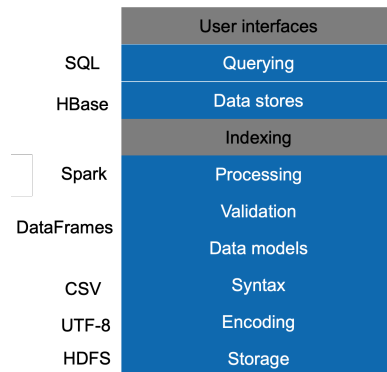 User interfaces
SQL Querying
HBase Data stores
Indexing
Spark Processing
Validation
DataFrames
Data models
CSV Syntax
UTF-8 Encoding
HDFS Storage